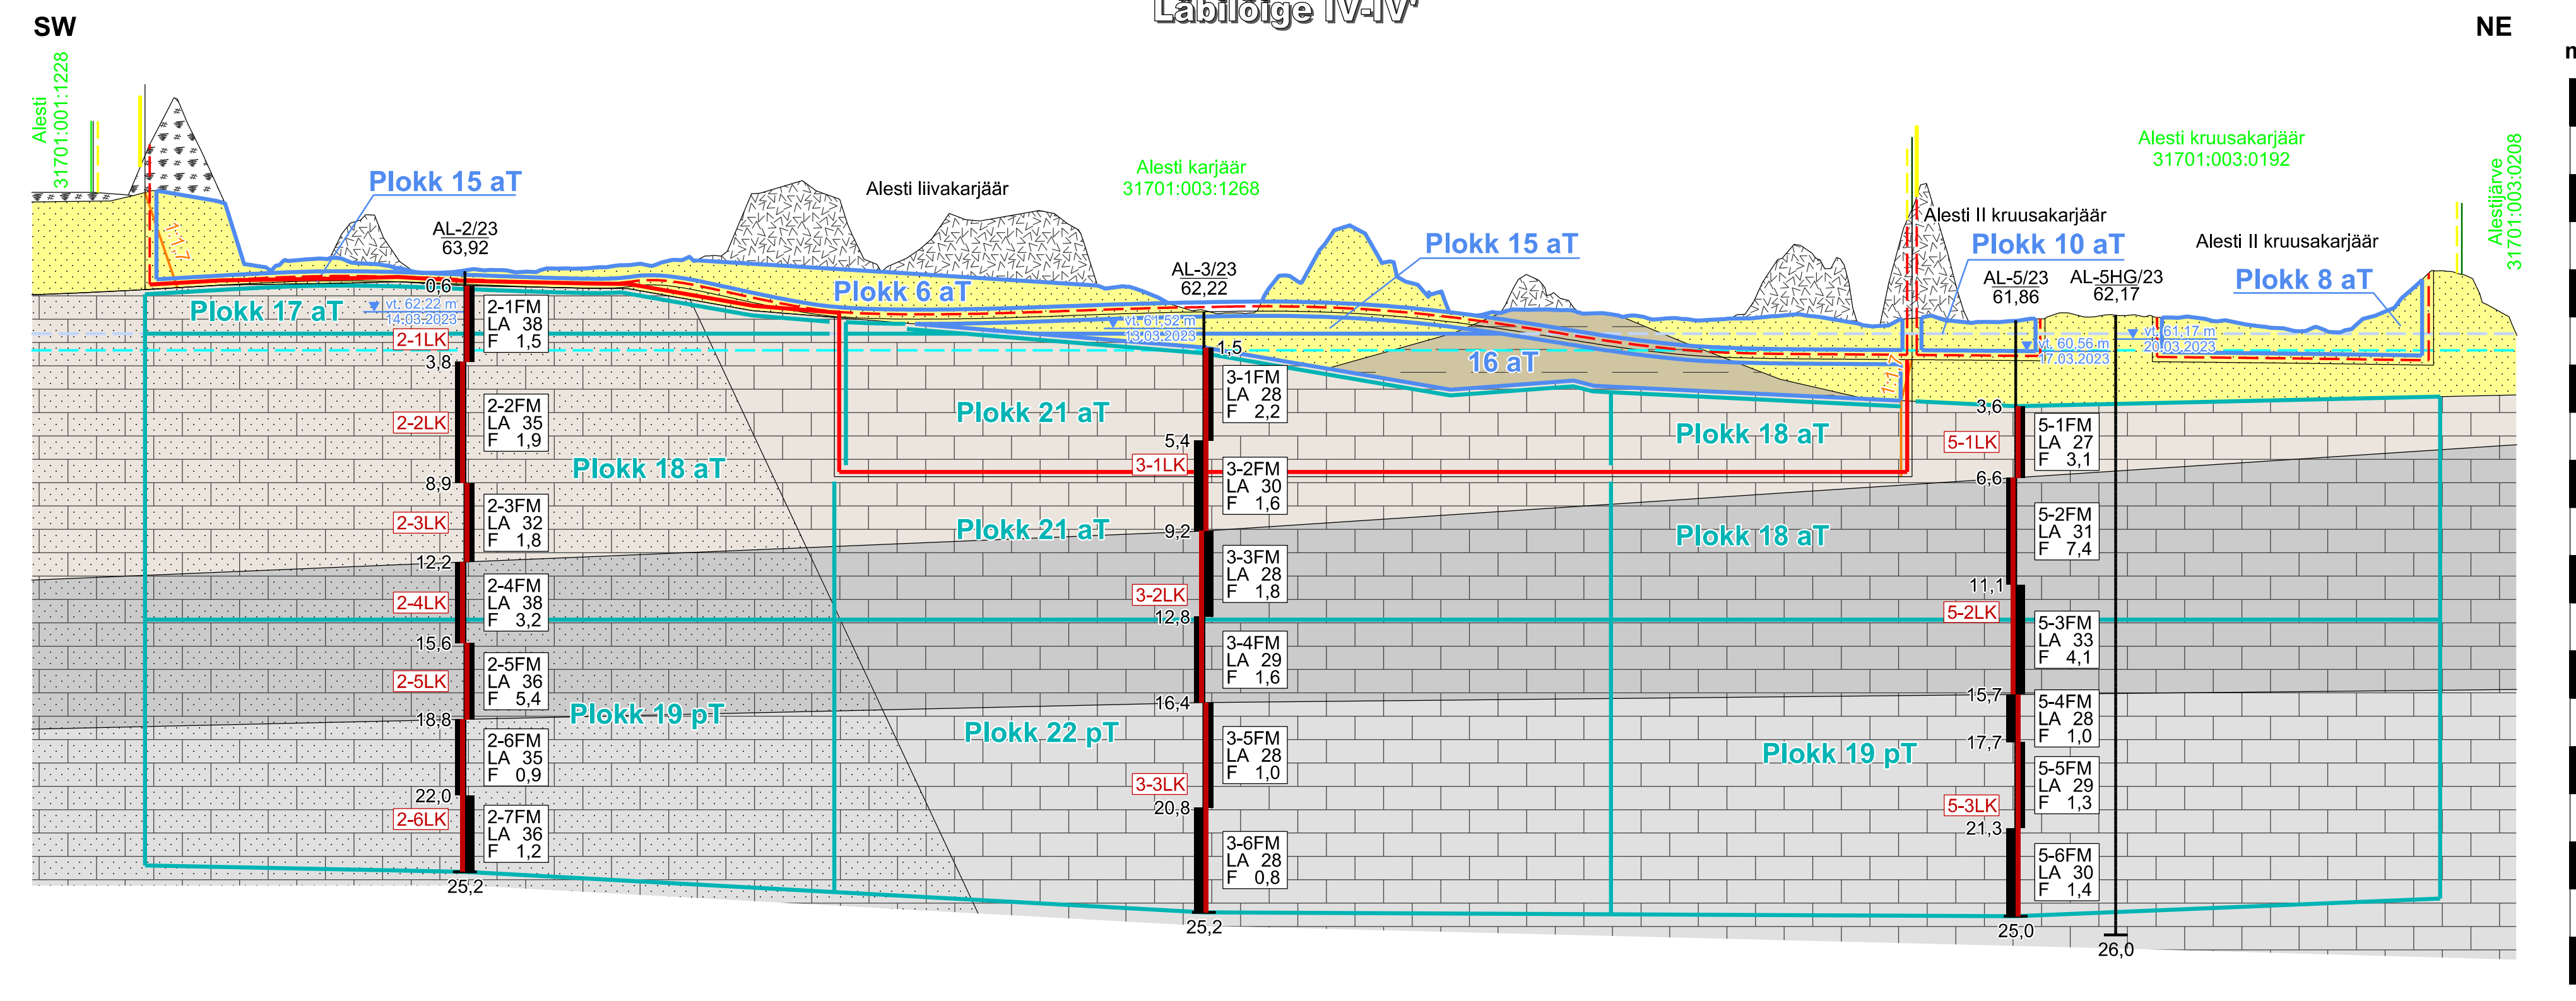 Läbilõige IV-IV'
SW
NE
m
Alesti
31701:001:1228
Alesti karjäär
31701:003:1268
Alesti kruusakarjäär
31701:003:0192
Alestijärve
31701:003:0208
Alesti liivakarjäär
Alesti II kruusakarjäär
Alesti II kruusakarjäär
Plokk 15 aT
Plokk 6 aT
Plokk 15 aT
16 aT
Plokk 10 aT
Plokk 8 aT
1:1,7
1:1,7
Plokk 17 aT
Plokk 18 aT
Plokk 19 pT
Plokk 21 aT
Plokk 21 aT
Plokk 22 pT
Plokk 18 aT
Plokk 18 aT
Plokk 19 pT
AL-2/23
63,92
vt. 62,22 m
14.03.2023
0,6
3,8
8,9
12,2
15,6
18,8
22,0
25,2
2-1LK
2-2LK
2-3LK
2-4LK
2-5LK
2-6LK
2-1FM
LA 38
F 1,5
2-2FM
LA 35
F 1,9
2-3FM
LA 32
F 1,8
2-4FM
LA 38
F 3,2
2-5FM
LA 36
F 5,4
2-6FM
LA 35
F 0,9
2-7FM
LA 36
F 1,2
AL-3/23
62,22
vt. 61,52 m
13.03.2023
1,5
5,4
9,2
12,8
16,4
20,8
25,2
3-1LK
3-2LK
3-3LK
3-1FM
LA 28
F 2,2
3-2FM
LA 30
F 1,6
3-3FM
LA 28
F 1,8
3-4FM
LA 29
F 1,6
3-5FM
LA 28
F 1,0
3-6FM
LA 28
F 0,8
AL-5/23
61,86
vt. 60,56 m
17.03.2023
3,6
6,6
11,1
15,7
17,7
21,3
25,0
5-1LK
5-2LK
5-3LK
5-1FM
LA 27
F 3,1
5-2FM
LA 31
F 7,4
5-3FM
LA 33
F 4,1
5-4FM
LA 28
F 1,0
5-5FM
LA 29
F 1,3
5-6FM
LA 30
F 1,4
AL-5HG/23
62,17
vt. 61,17 m
20.03.2023
26,0